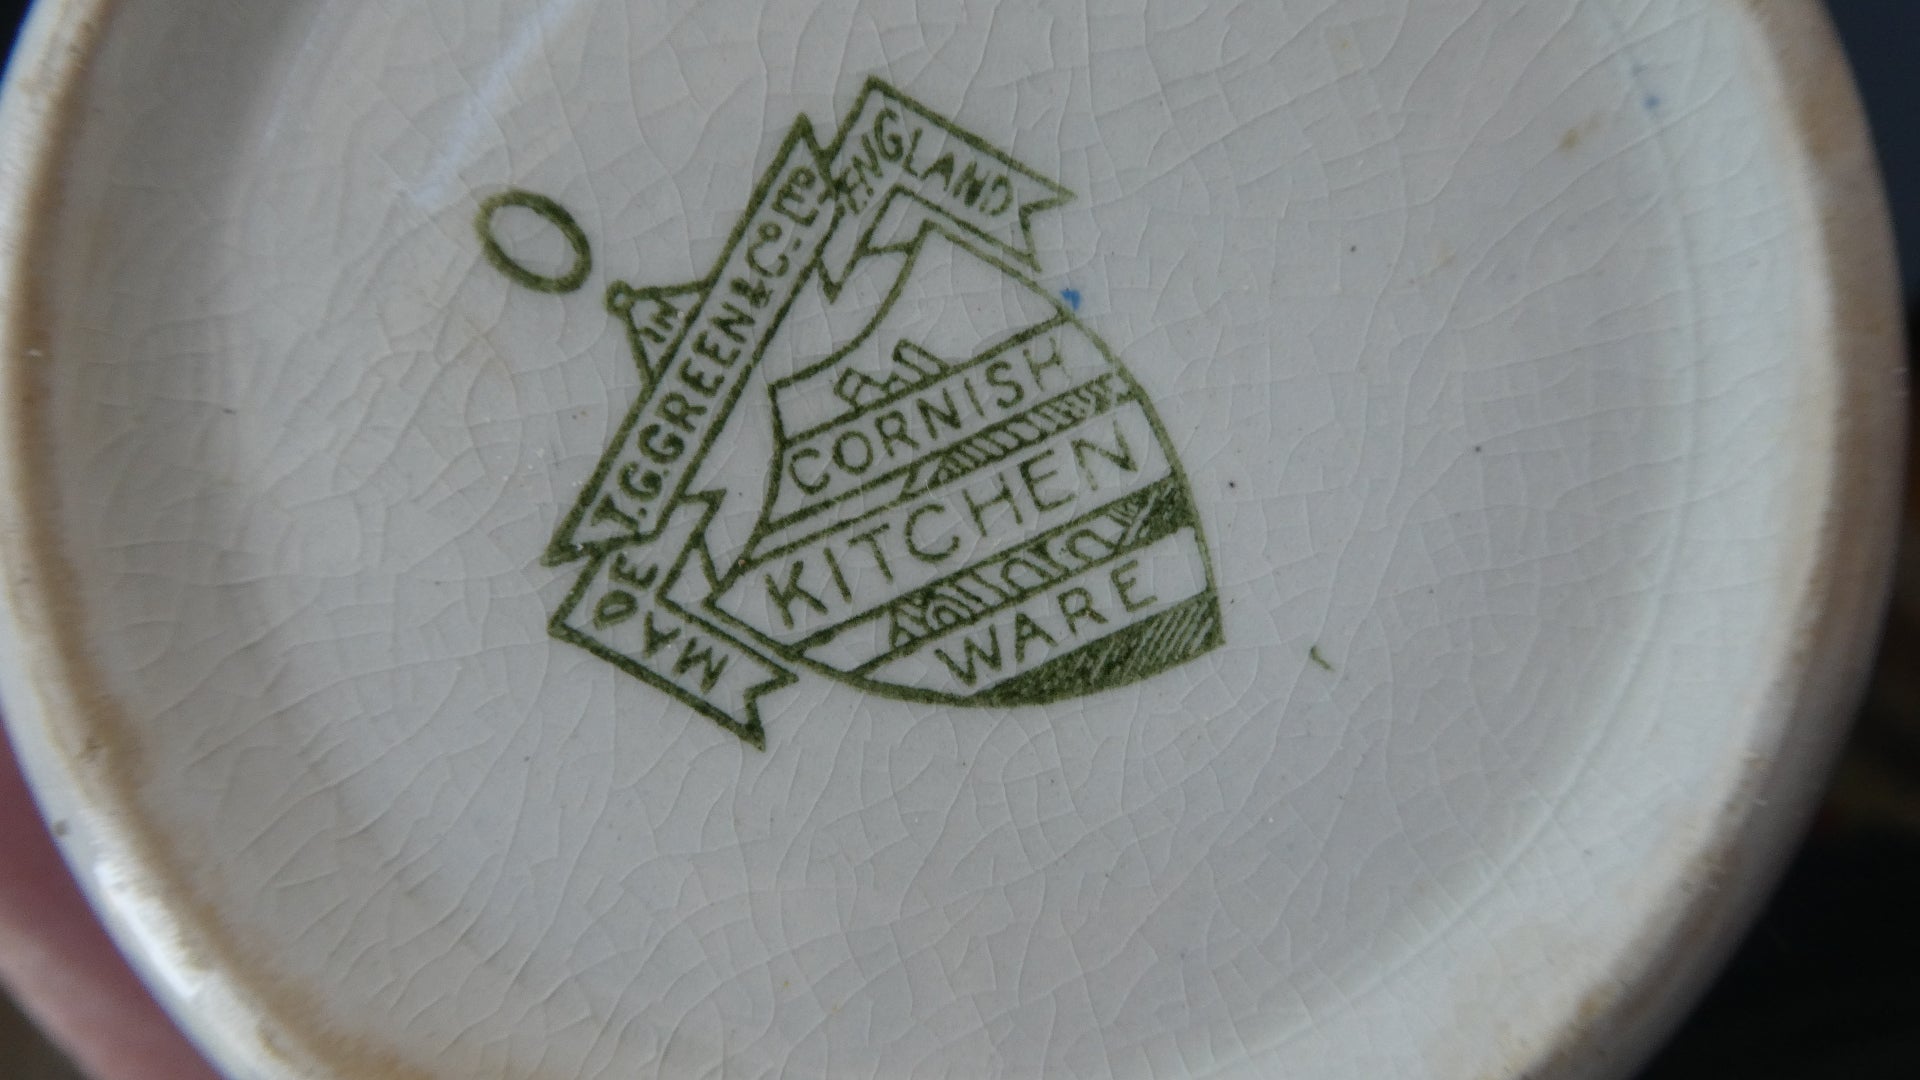 MADE IN ENGLAND
T.G.GREEN & Co. LTD
CORNISH
KITCHEN
WARE
O